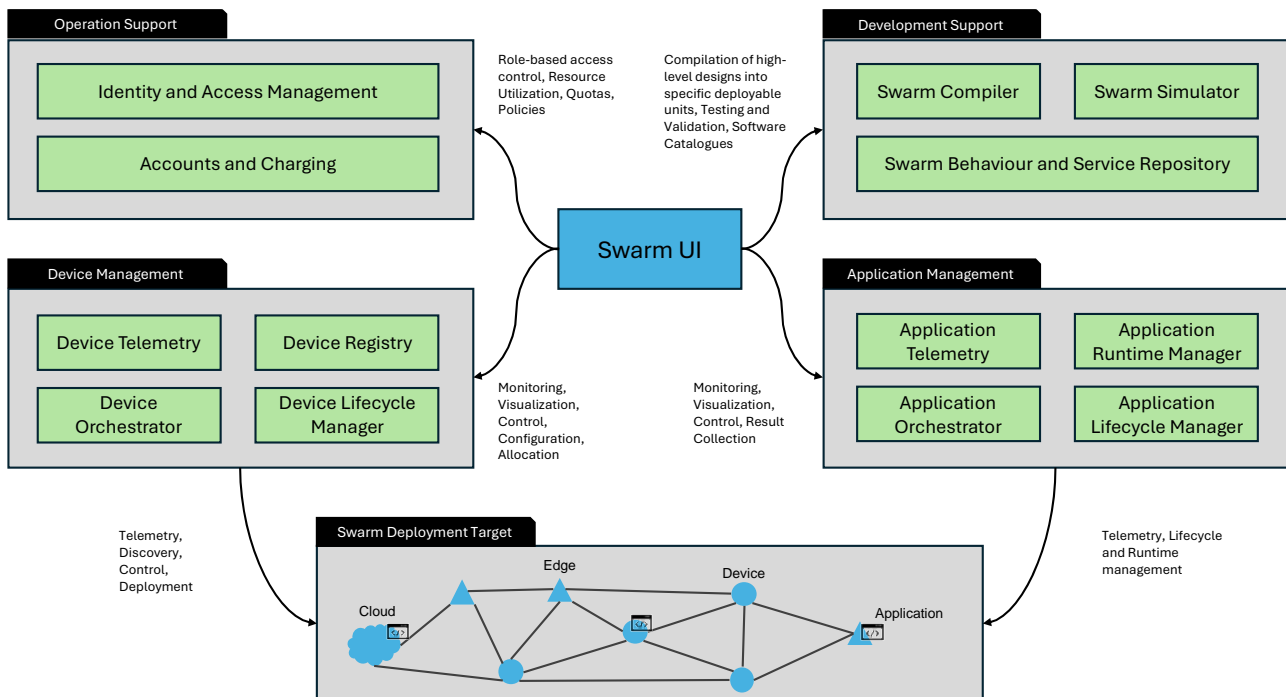 Operation Support
Identity and Access Management
Accounts and Charging
Role-based access
control, Resource
Utilization, Quotas,
Policies
Compilation of high-
level designs into
specific deployable
units, Testing and
Validation, Software
Catalogues
Development Support
Swarm Compiler
Swarm Simulator
Swarm Behaviour and Service Repository
Swarm UI
Device Management
Device Telemetry
Device Registry
Device
Orchestrator
Device Lifecycle
Manager
Monitoring,
Visualization,
Control,
Configuration,
Allocation
Monitoring,
Visualization,
Control, Result
Collection
Application Management
Application
Telemetry
Application
Runtime Manager
Application
Orchestrator
Application
Lifecycle Manager
Telemetry,
Discovery,
Control,
Deployment
Swarm Deployment Target
Cloud
Edge
Device
Application
</>
</>
</>
Telemetry, Lifecycle
and Runtime
management